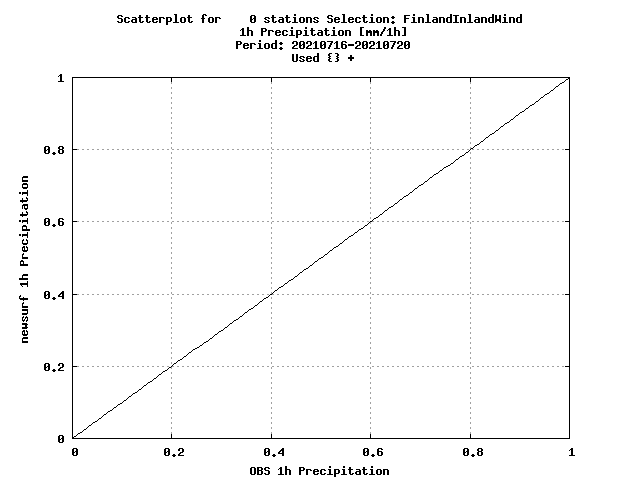 Scatterplot for    0 stations Selection: FinlandInlandWind
1h Precipitation [mm/1h]
Period: 20210716-20210720
Used {} +
1
0.8
0.6
0.4
0.2
0
newsurf 1h Precipitation
0 0.2 0.4 0.6 0.8 1
OBS 1h Precipitation